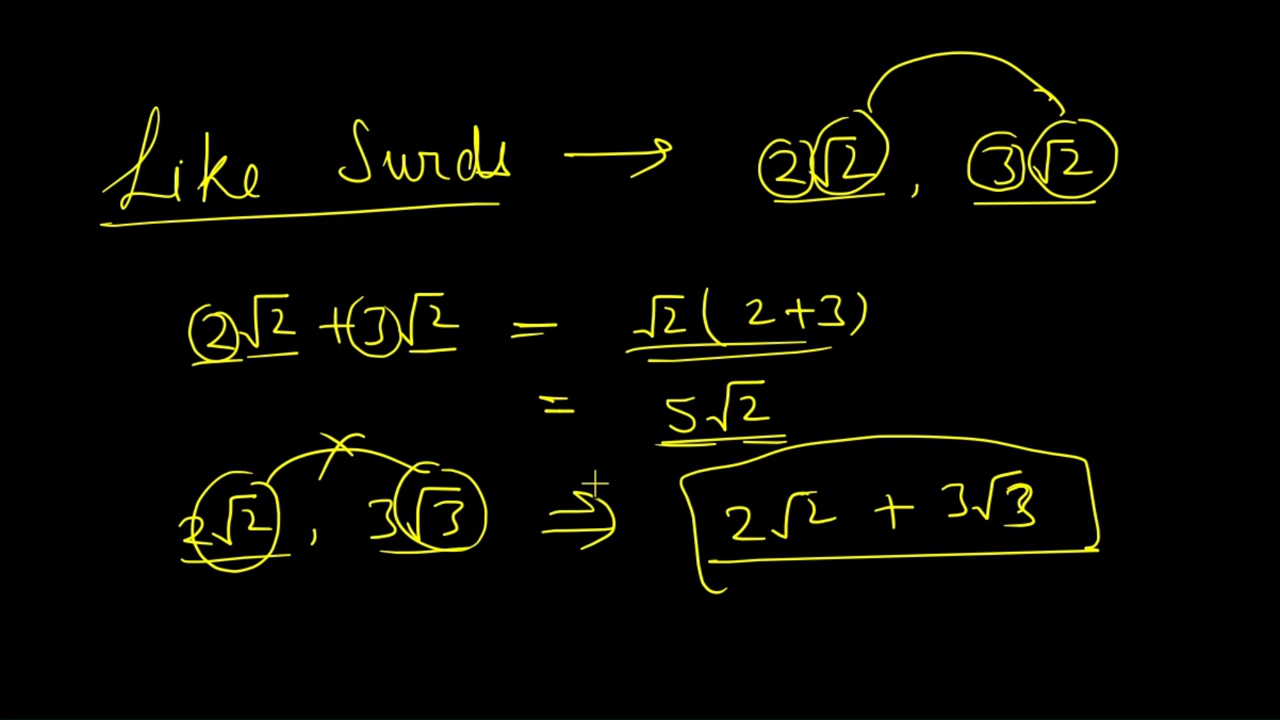 Like Surds → 2√2 , 3√2
2√2 + 3√2 = √2 ( 2+3)
= 5√2
2√2 , 3√3 ⇒ 2√2 + 3√3